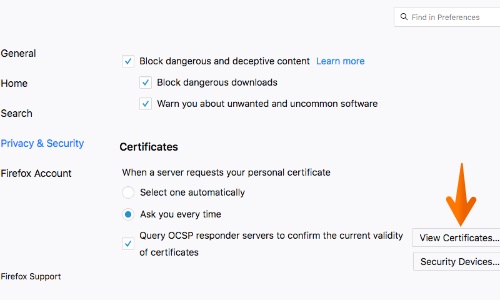 Find in Preferences
General
Home
Search
Privacy & Security
Firefox Account
Firefox Support
Block dangerous and deceptive content Learn more
Block dangerous downloads
Warn you about unwanted and uncommon software
Certificates
When a server requests your personal certificate
Select one automatically
Ask you every time
Query OCSP responder servers to confirm the current validity
of certificates
View Certificates...
Security Devices...